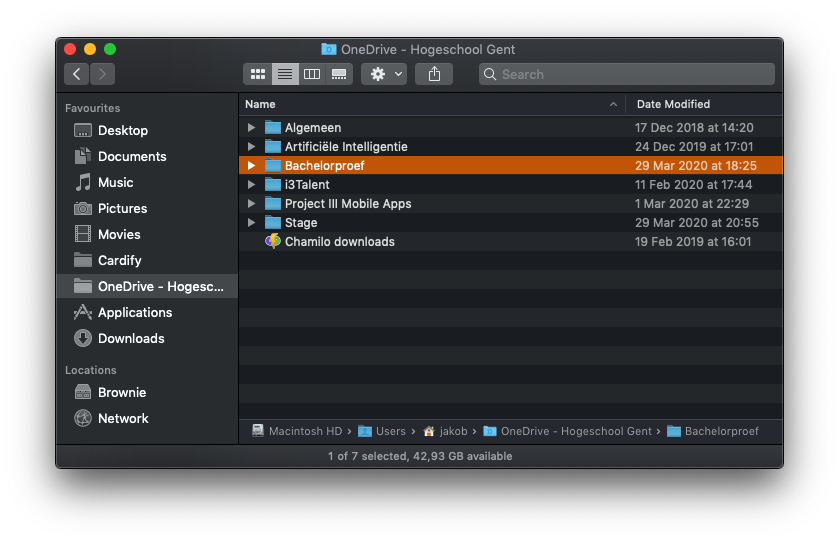 OneDrive - Hogeschool Gent
Search
Favourites
Desktop
Documents
Music
Pictures
Movies
Cardify
OneDrive - Hogesc...
Applications
Downloads
Locations
Brownie
Network
Name Date Modified
Algemeen 17 Dec 2018 at 14:20
Artificiële Intelligentie 24 Dec 2019 at 17:01
Bachelorproef 29 Mar 2020 at 18:25
i3Talent 11 Feb 2020 at 17:44
Project III Mobile Apps 1 Mar 2020 at 22:29
Stage 29 Mar 2020 at 20:55
Chamilo downloads 19 Feb 2019 at 16:01
Macintosh HD › Users › jakob › OneDrive - Hogeschool Gent › Bachelorproef
1 of 7 selected, 42,93 GB available